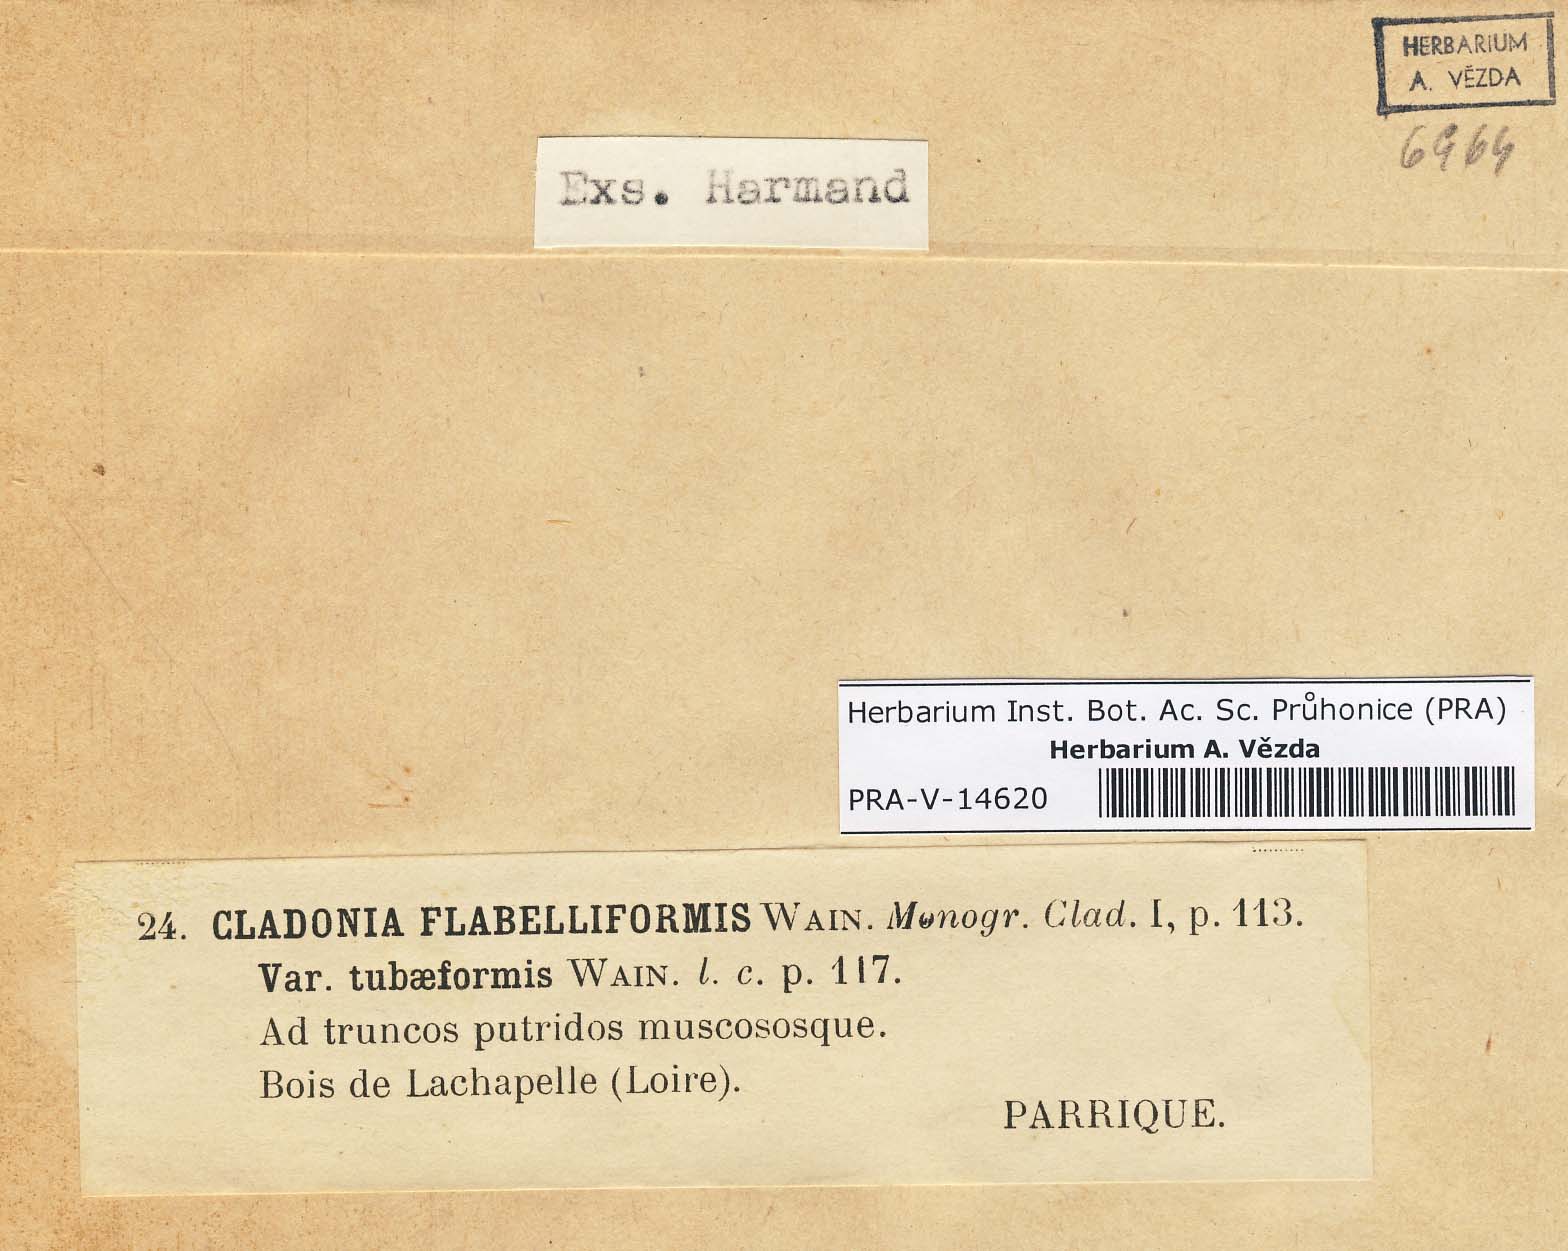 HERBARIUM
A. VĚZDA
6964
Exs. Harmand
Herbarium Inst. Bot. Ac. Sc. Průhonice (PRA)
Herbarium A. Vězda
PRA-V-14620
24. CLADONIA FLABELLIFORMIS WAIN. Monogr. Clad. I, p. 113.
Var. tubæformis WAIN. l. c. p. 117.
Ad truncos putridos muscososque.
Bois de Lachapelle (Loire).
PARRIQUE.